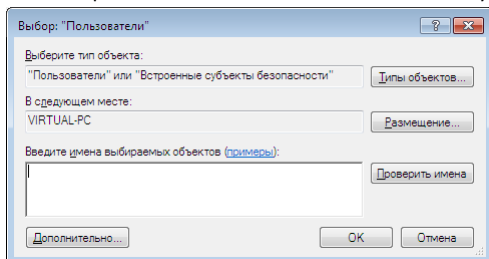 Выбор: "Пользователи"
Выберите тип объекта:
"Пользователи" или "Встроенные субъекты безопасности"
Типы объектов...
В следующем месте:
VIRTUAL-PC
Размещение...
Введите имена выбираемых объектов (примеры):
Проверить имена
Дополнительно...
ОК
Отмена